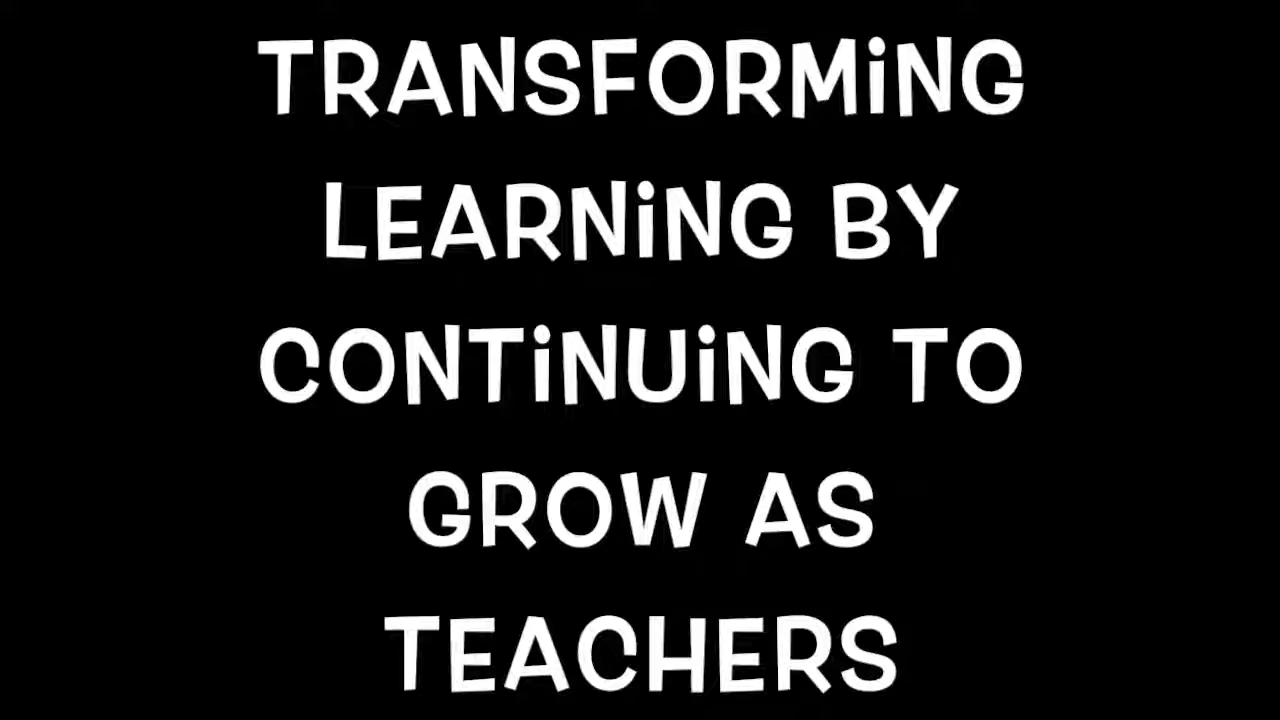 TRANSFORMiNG
LEARNiNG BY
CONTiNUiNG TO
GROW AS
TEACHERS